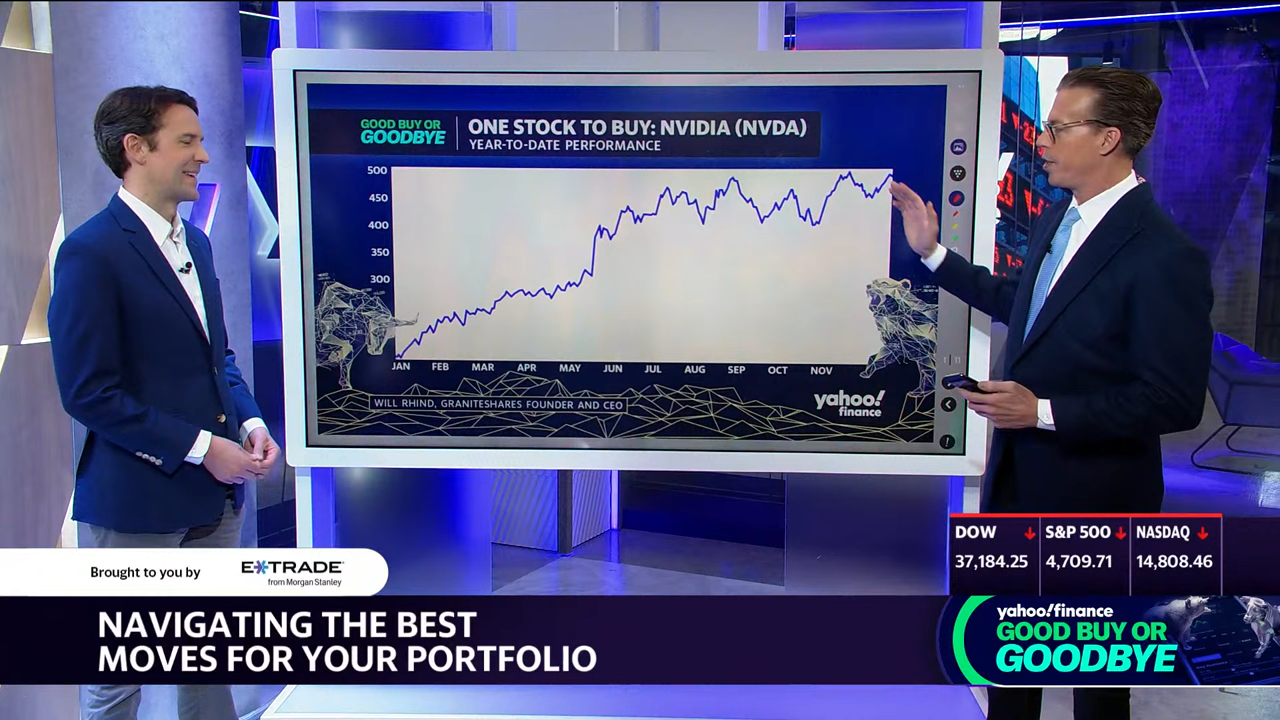 GOOD BUY OR
GOODBYE
ONE STOCK TO BUY: NVIDIA (NVDA)
YEAR-TO-DATE PERFORMANCE
500
450
400
350
300
JAN FEB MAR APR MAY JUN JUL AUG SEP OCT NOV
WILL RHIND, GRANITESHARES FOUNDER AND CEO
yahoo!
finance
DOW S&P 500 NASDAQ
37,184.25 4,709.71 14,808.46
Brought to you by E*TRADE
from Morgan Stanley
NAVIGATING THE BEST
MOVES FOR YOUR PORTFOLIO
yahoo!finance
GOOD BUY OR
GOODBYE